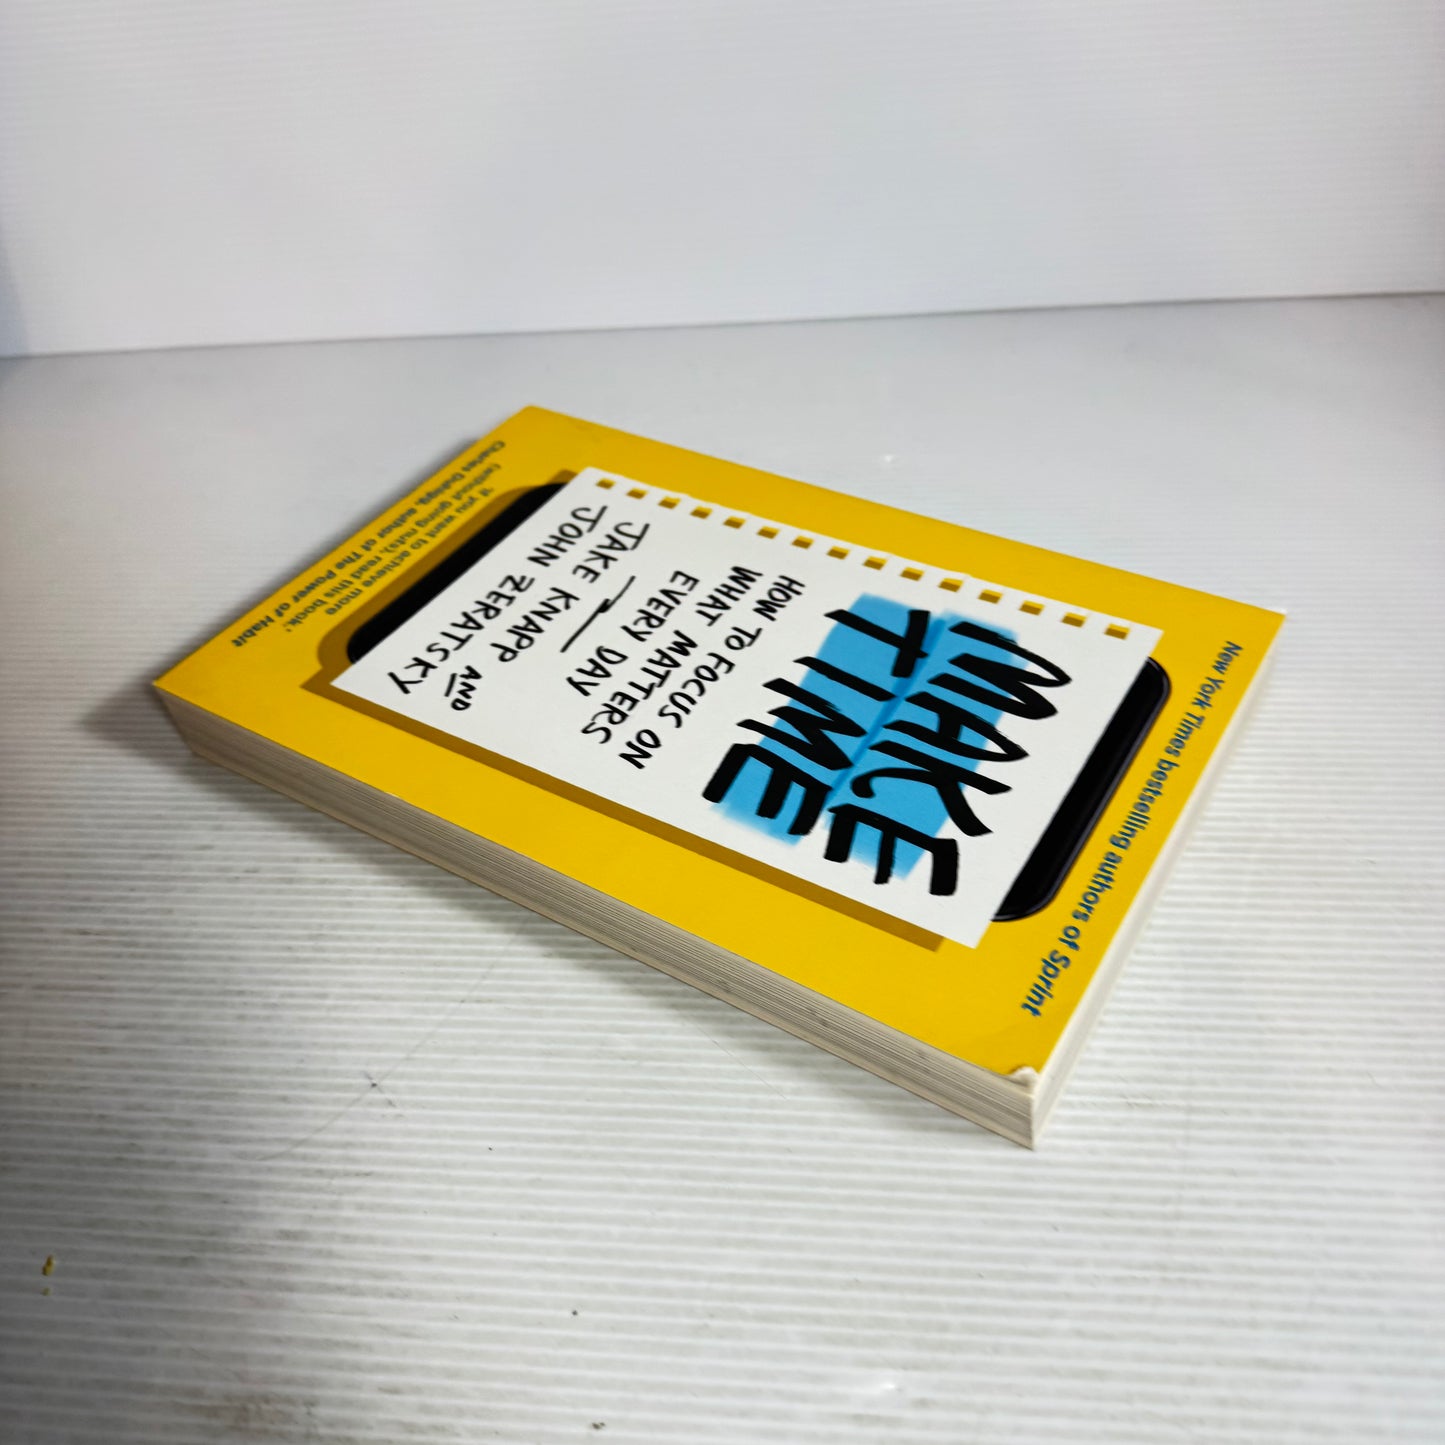 New York Times bestselling authors of Sprint
MAKE
TIME
HOW TO FOCUS ON
WHAT MATTERS
EVERY DAY
JAKE KNAPP AND
JOHN ZERATSKY
'If you want to achieve more
(without going nuts), read this book.'
Charles Duhigg, author of The Power of Habit